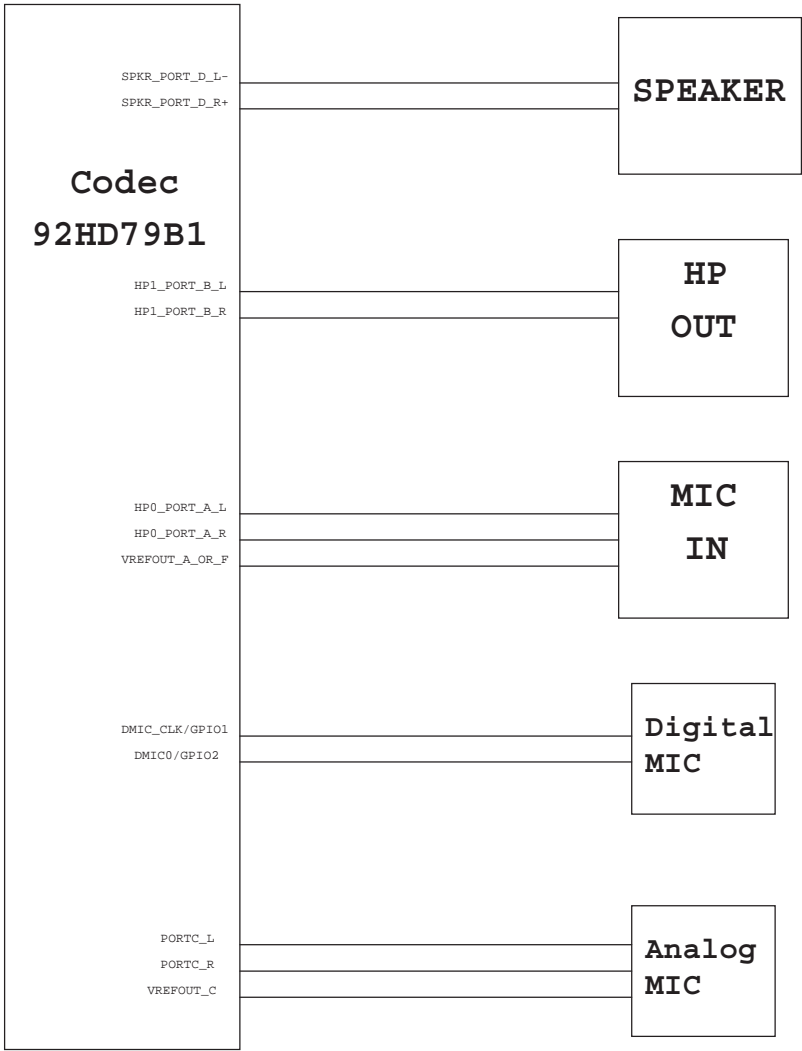 SPKR_PORT_D_L-
SPKR_PORT_D_R+
SPEAKER
Codec
92HD79B1
HP1_PORT_B_L
HP1_PORT_B_R
HP
OUT
HP0_PORT_A_L
HP0_PORT_A_R
VREFOUT_A_OR_F
MIC
IN
DMIC_CLK/GPIO1
DMIC0/GPIO2
Digital
MIC
PORTC_L
PORTC_R
VREFOUT_C
Analog
MIC